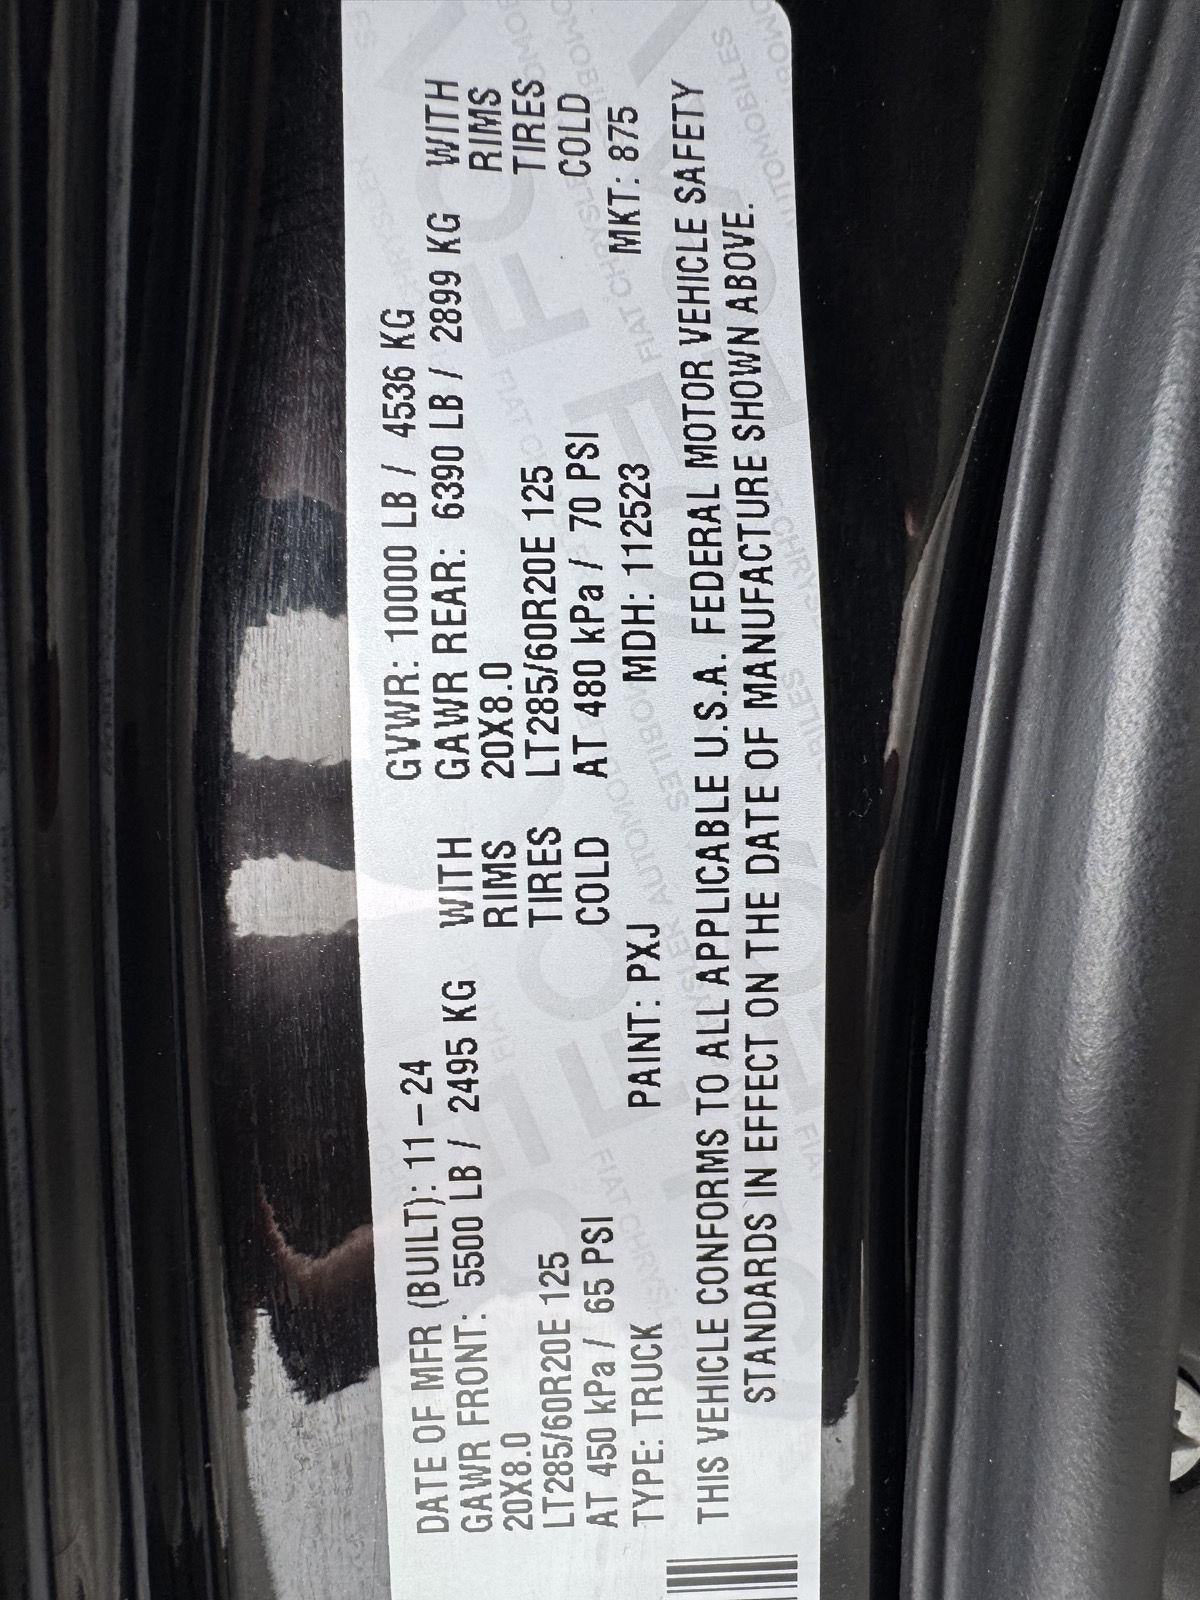 DATE OF MFR (BUILT): 11-24 GVWR: 10000 LB / 4536 KG
GAWR FRONT: 5500 LB / 2495 KG WITH GAWR REAR: 6390 LB / 2899 KG WITH
20X8.0 RIMS 20X8.0 RIMS
LT285/60R20E 125 TIRES LT285/60R20E 125 TIRES
AT 450 kPa / 65 PSI COLD AT 480 kPa / 70 PSI COLD
TYPE: TRUCK PAINT: PXJ MDH: 112523 MKT: 875
THIS VEHICLE CONFORMS TO ALL APPLICABLE U.S.A. FEDERAL MOTOR VEHICLE SAFETY
STANDARDS IN EFFECT ON THE DATE OF MANUFACTURE SHOWN ABOVE.